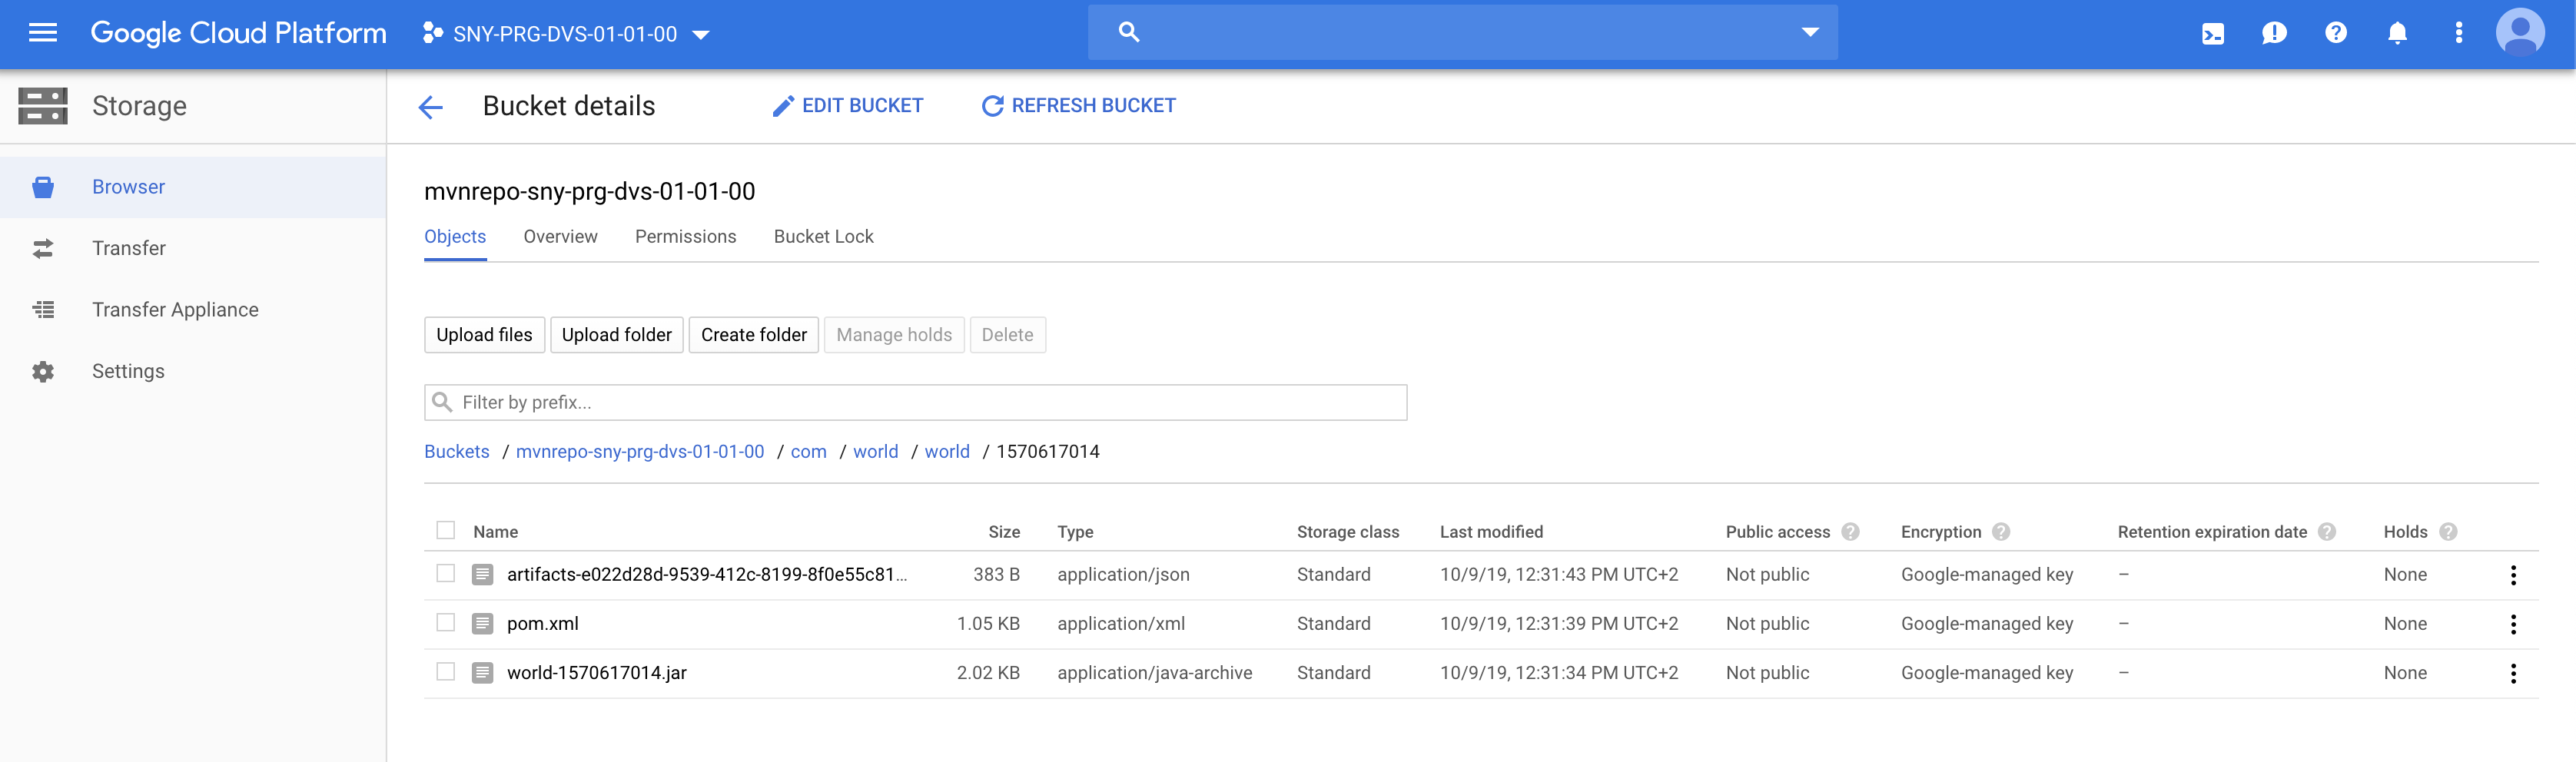 Google Cloud Platform SNY-PRG-DVS-01-01-00
Storage
Bucket details EDIT BUCKET REFRESH BUCKET
Browser
Transfer
Transfer Appliance
Settings
mvnrepo-sny-prg-dvs-01-01-00
Objects Overview Permissions Bucket Lock
Upload files Upload folder Create folder Manage holds Delete
Filter by prefix...
Buckets / mvnrepo-sny-prg-dvs-01-01-00 / com / world / world / 1570617014
Name Size Type Storage class Last modified Public access ? Encryption ? Retention expiration date ? Holds ?
artifacts-e022d28d-9539-412c-8199-8f0e55c81... 383 B application/json Standard 10/9/19, 12:31:43 PM UTC+2 Not public Google-managed key – None
pom.xml 1.05 KB application/xml Standard 10/9/19, 12:31:39 PM UTC+2 Not public Google-managed key – None
world-1570617014.jar 2.02 KB application/java-archive Standard 10/9/19, 12:31:34 PM UTC+2 Not public Google-managed key – None